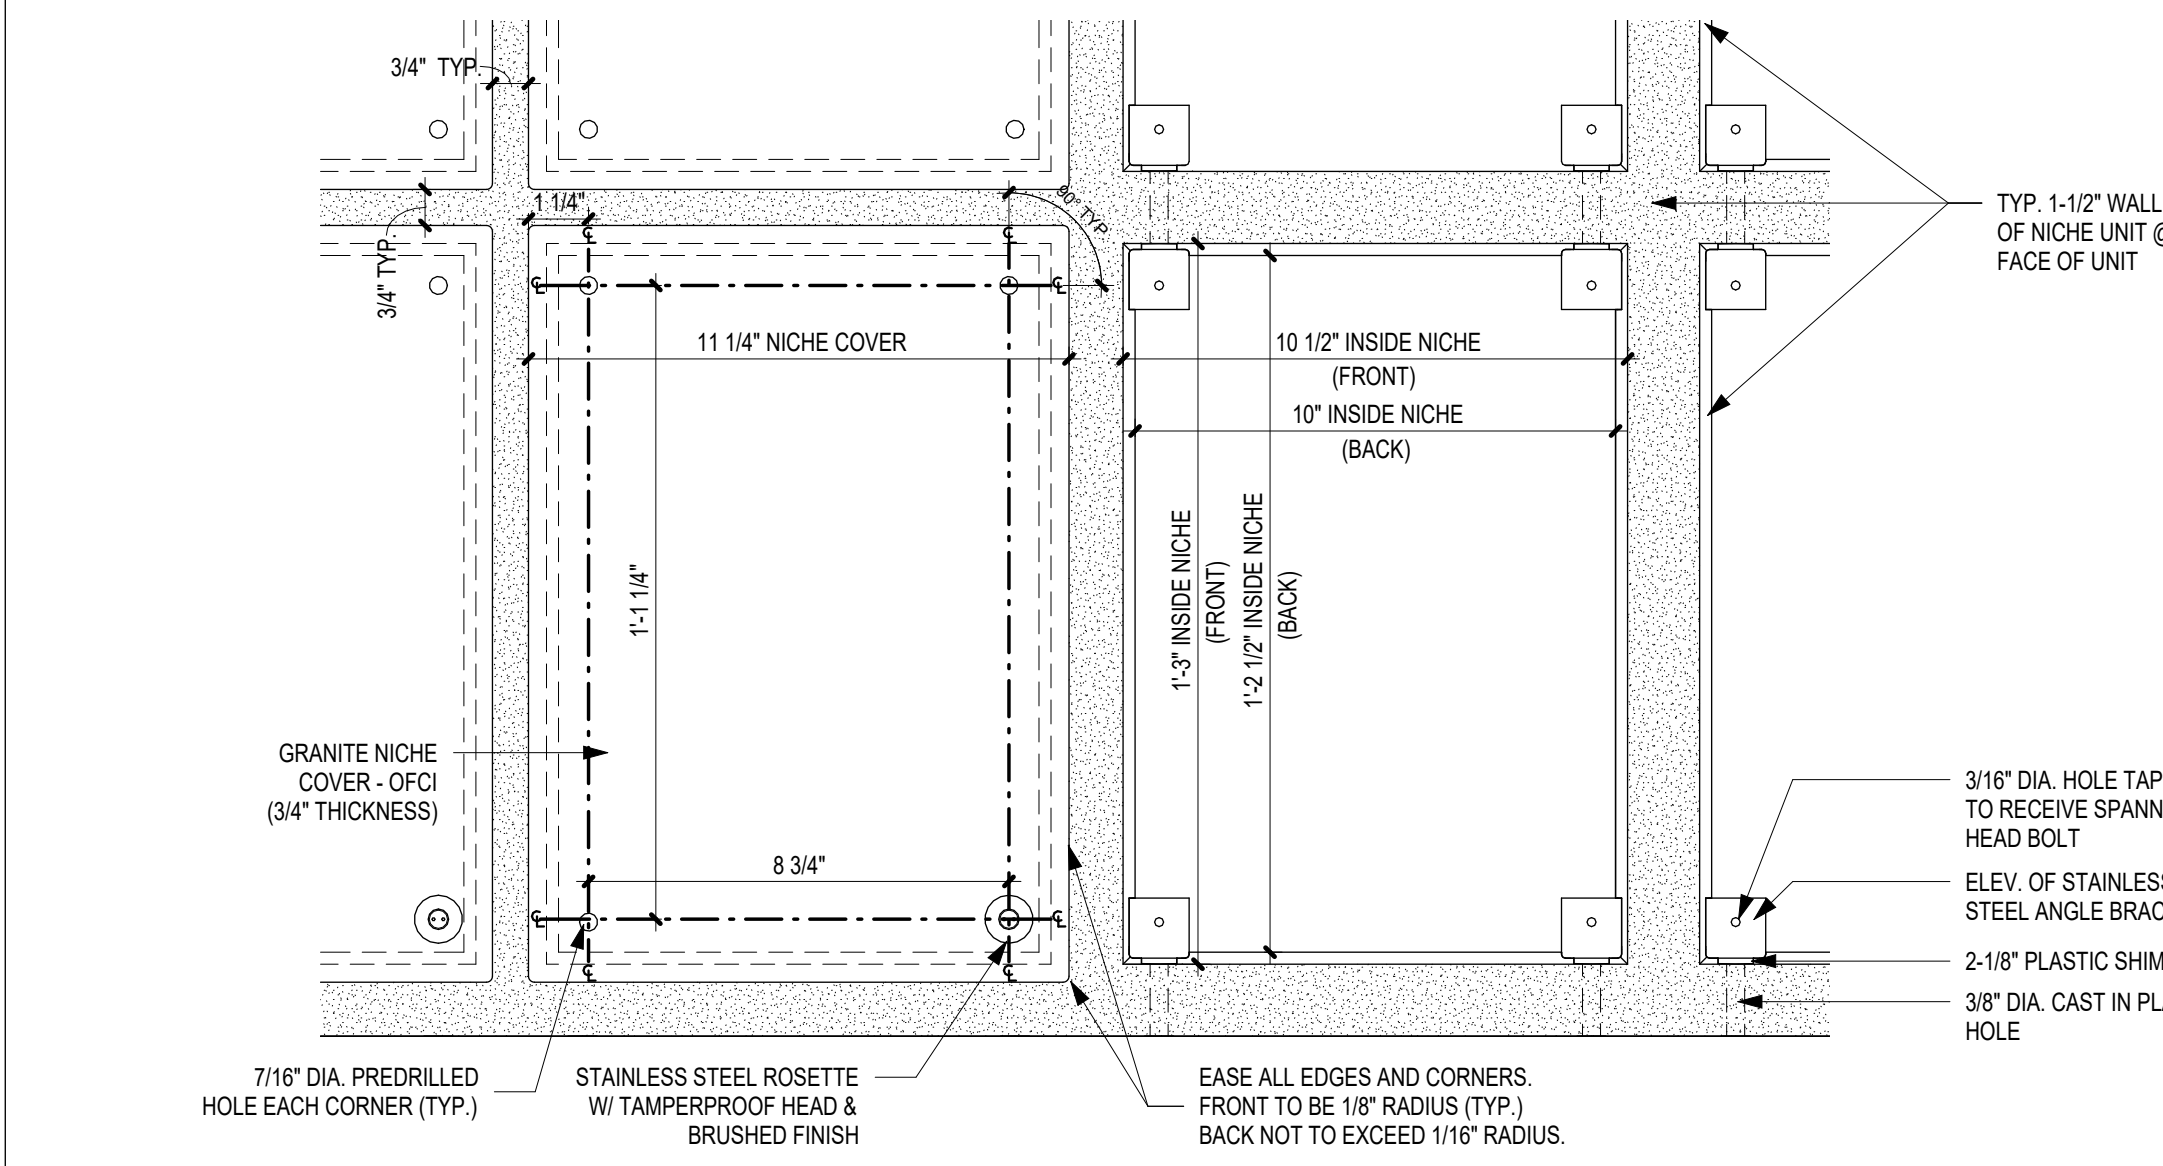 3/4" TYP.
1 1/4"
90° TYP
3/4" TYP.
℄
℄
℄
℄
TYP. 1-1/2" WALL
OF NICHE UNIT @
FACE OF UNIT
11 1/4" NICHE COVER
10 1/2" INSIDE NICHE
(FRONT)
10" INSIDE NICHE
(BACK)
1'-1 1/4"
1'-3" INSIDE NICHE
(FRONT)
1'-2 1/2" INSIDE NICHE
(BACK)
GRANITE NICHE
COVER - OFCI
(3/4" THICKNESS)
8 3/4"
℄
℄
℄
℄
3/16" DIA. HOLE TAP
TO RECEIVE SPANN
HEAD BOLT
ELEV. OF STAINLESS
STEEL ANGLE BRAC
2-1/8" PLASTIC SHIM
3/8" DIA. CAST IN PLA
HOLE
7/16" DIA. PREDRILLED
HOLE EACH CORNER (TYP.)
STAINLESS STEEL ROSETTE
W/ TAMPERPROOF HEAD &
BRUSHED FINISH
EASE ALL EDGES AND CORNERS.
FRONT TO BE 1/8" RADIUS (TYP.)
BACK NOT TO EXCEED 1/16" RADIUS.